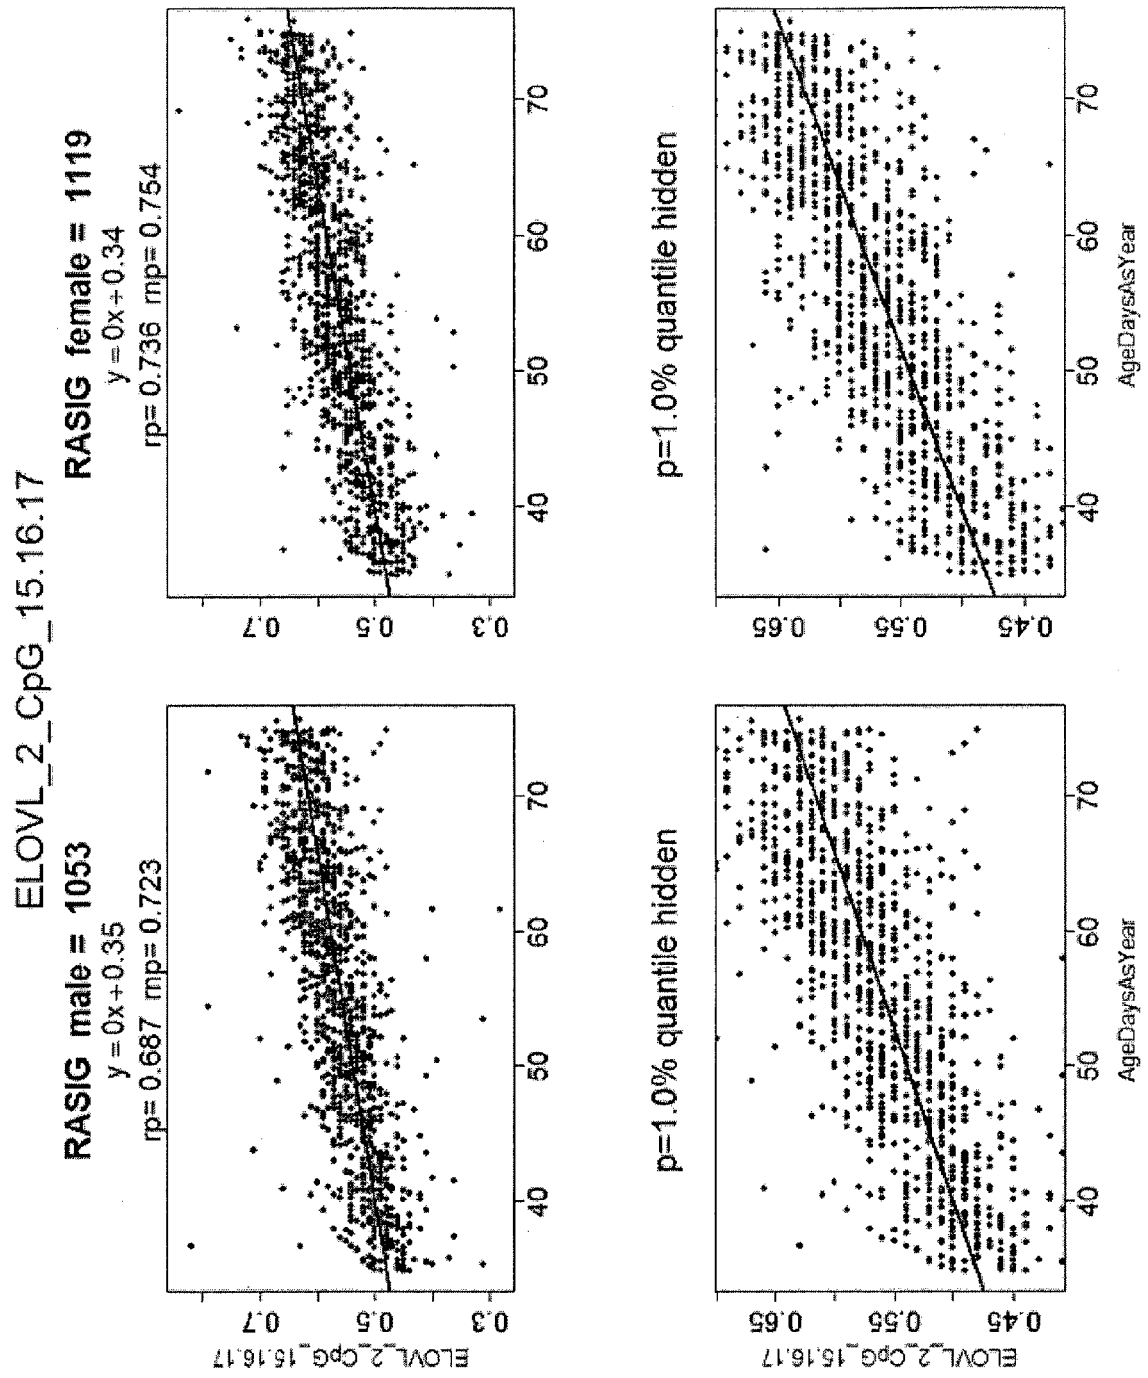 ELOVL_2_CpG_15.16.17
RASIG male = 1053
y = 0x+0.35
rp= 0.687 rnp= 0.723
ELOVL_2_CpG_15.16.17
0.3
0.5
0.7
40
50
60
70
RASIG female = 1119
y = 0x+0.34
rp= 0.736 rnp= 0.754
0.3
0.5
0.7
40
50
60
70
p=1.0% quantile hidden
ELOVL_2_CpG_15.16.17
0.45
0.55
0.65
40
50
60
70
AgeDaysAsYear
p=1.0% quantile hidden
0.45
0.55
0.65
40
50
60
70
AgeDaysAsYear